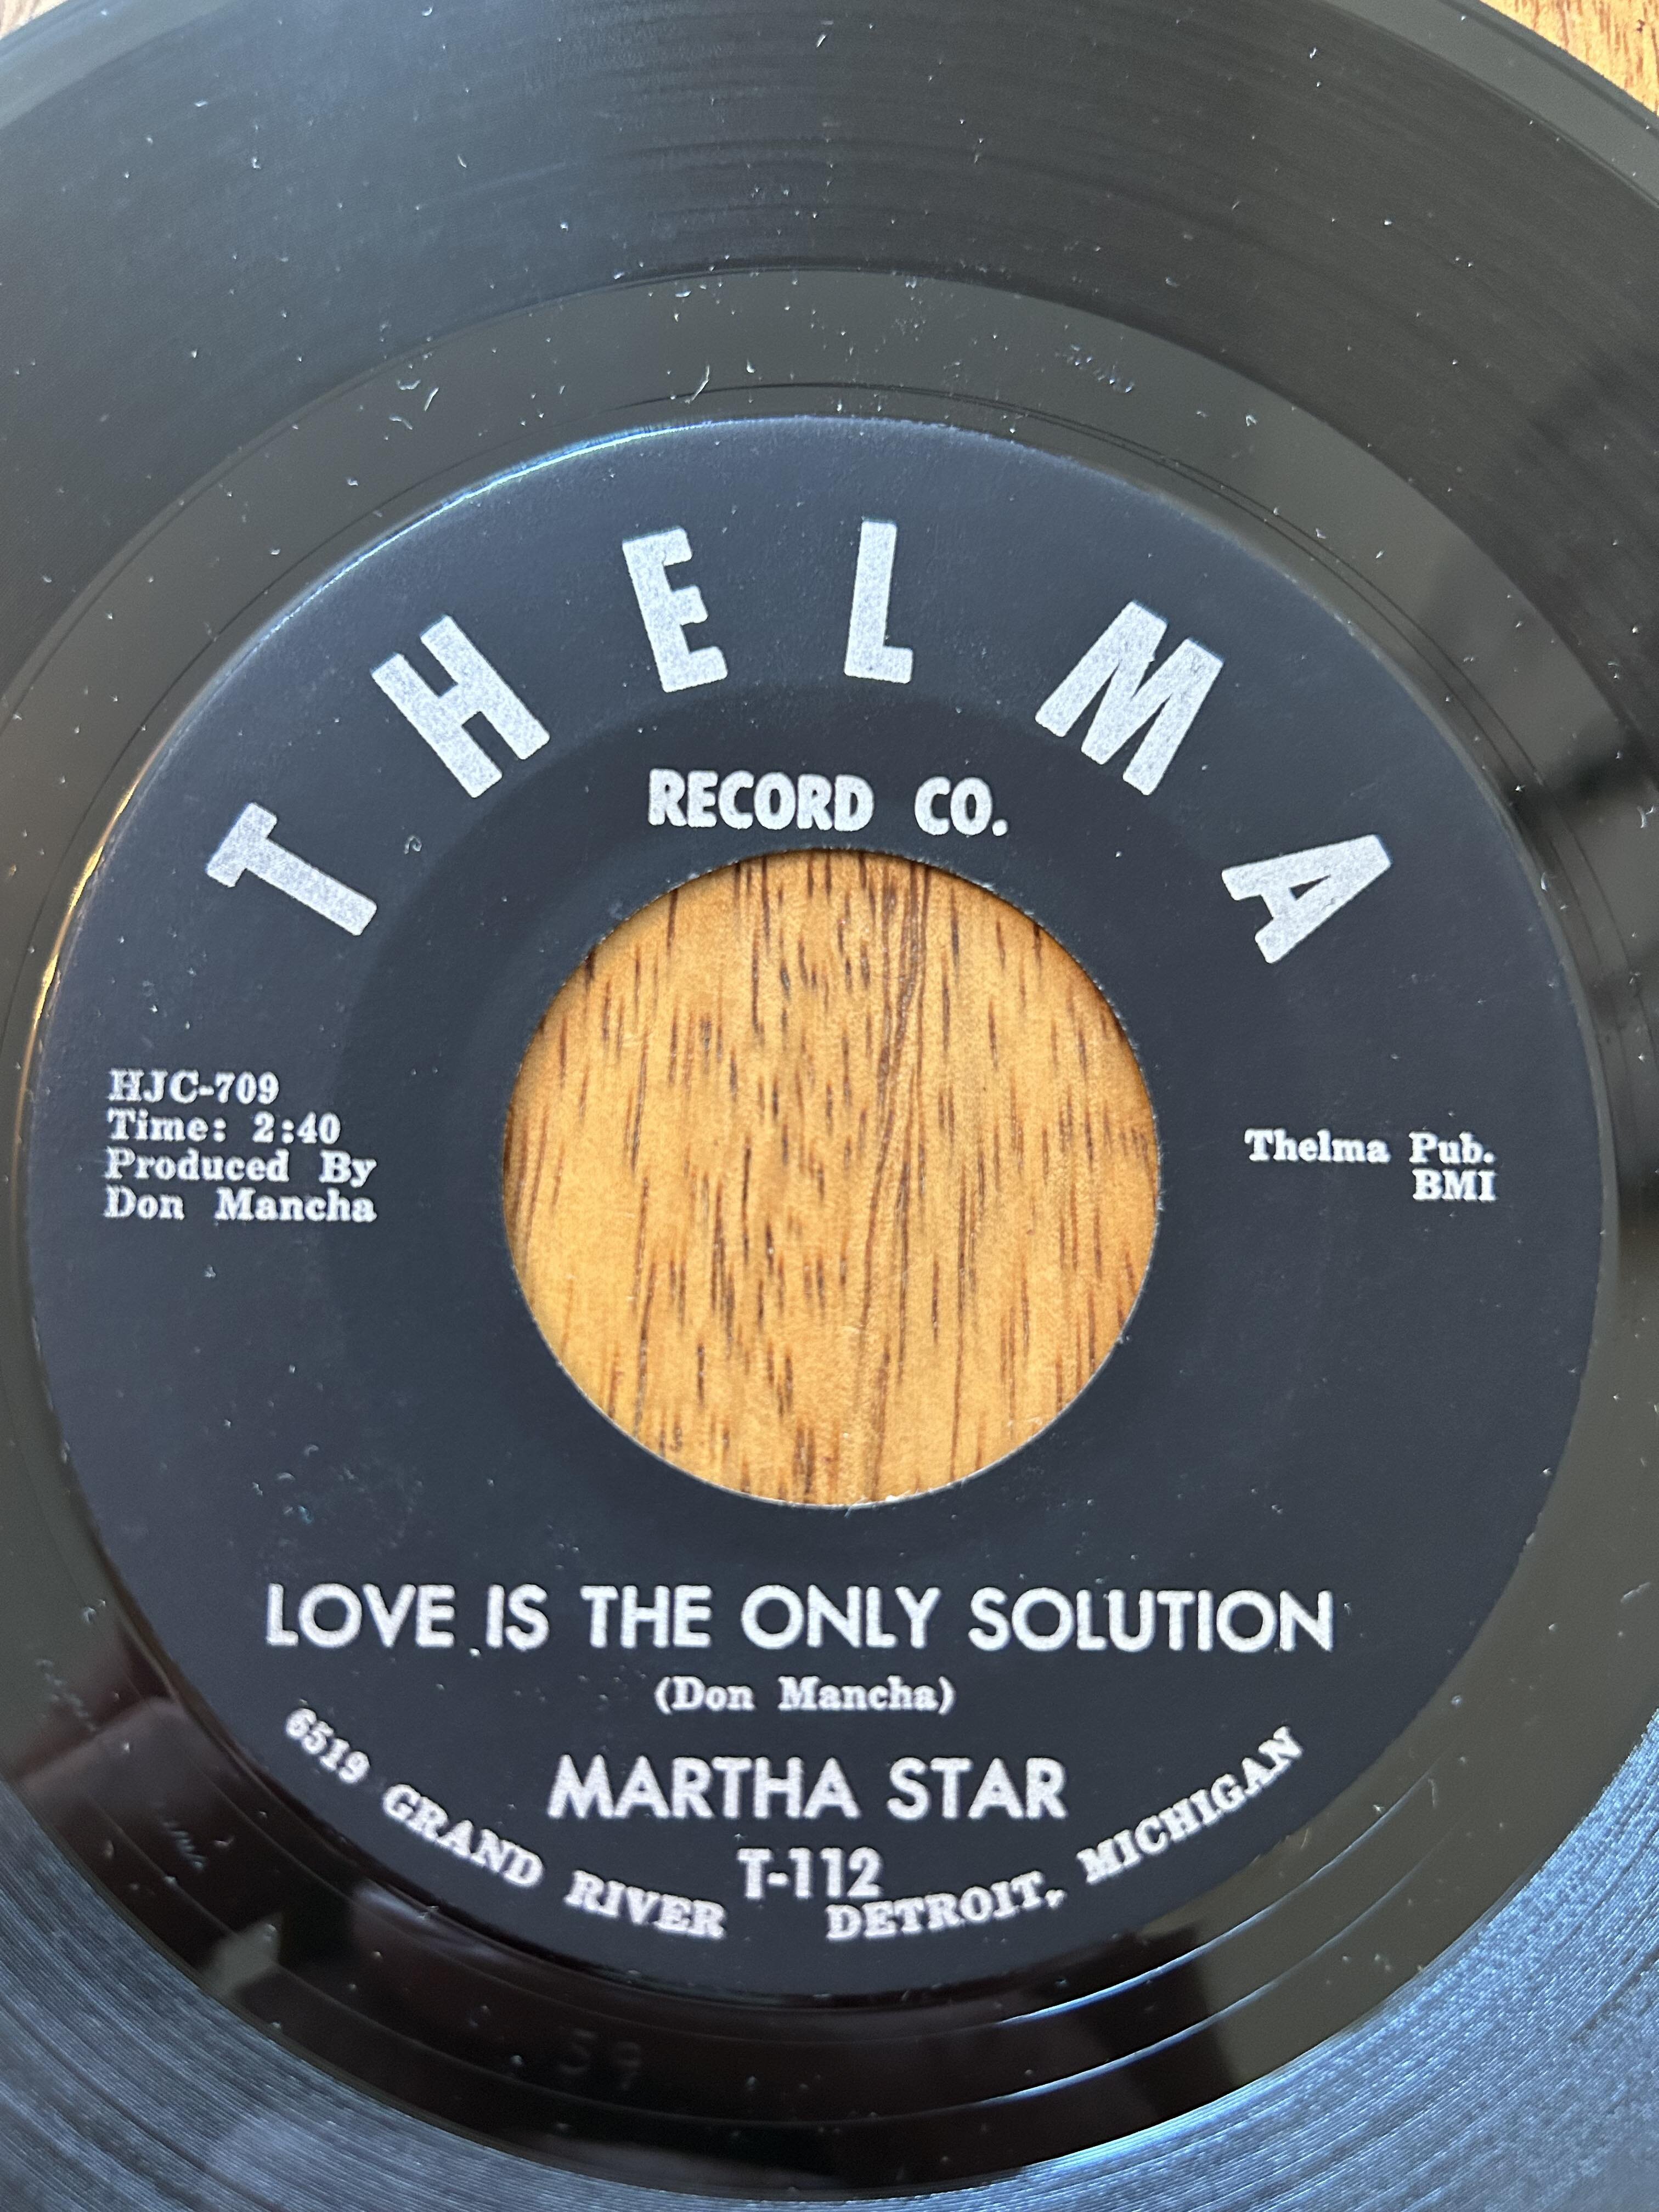 THELMA
RECORD CO.
HJC-709
Time: 2:40
Produced By
Don Mancha
Thelma Pub.
BMI
LOVE IS THE ONLY SOLUTION
(Don Mancha)
MARTHA STAR
T-112
6519 GRAND RIVER DETROIT, MICHIGAN